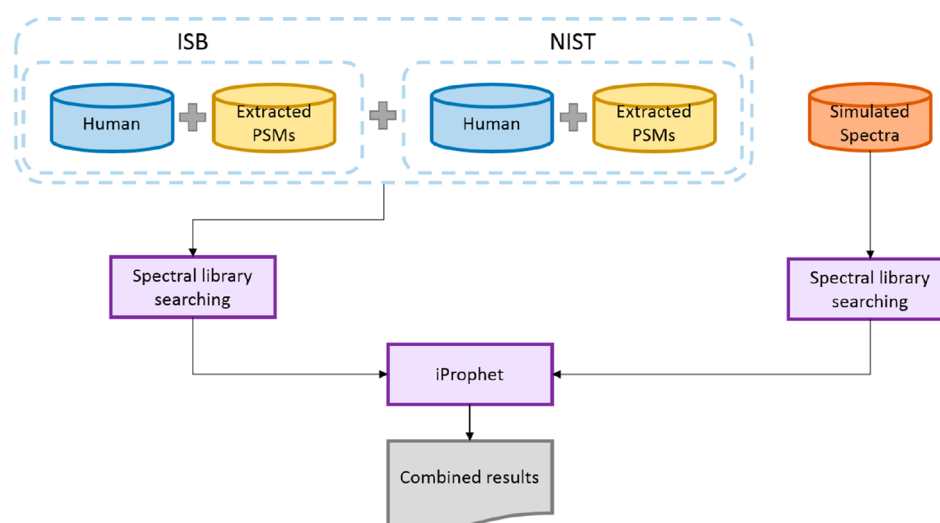 ISB
NIST
Human
Extracted
PSMs
Human
Extracted
PSMs
Simulated
Spectra
Spectral library
searching
Spectral library
searching
iProphet
Combined results